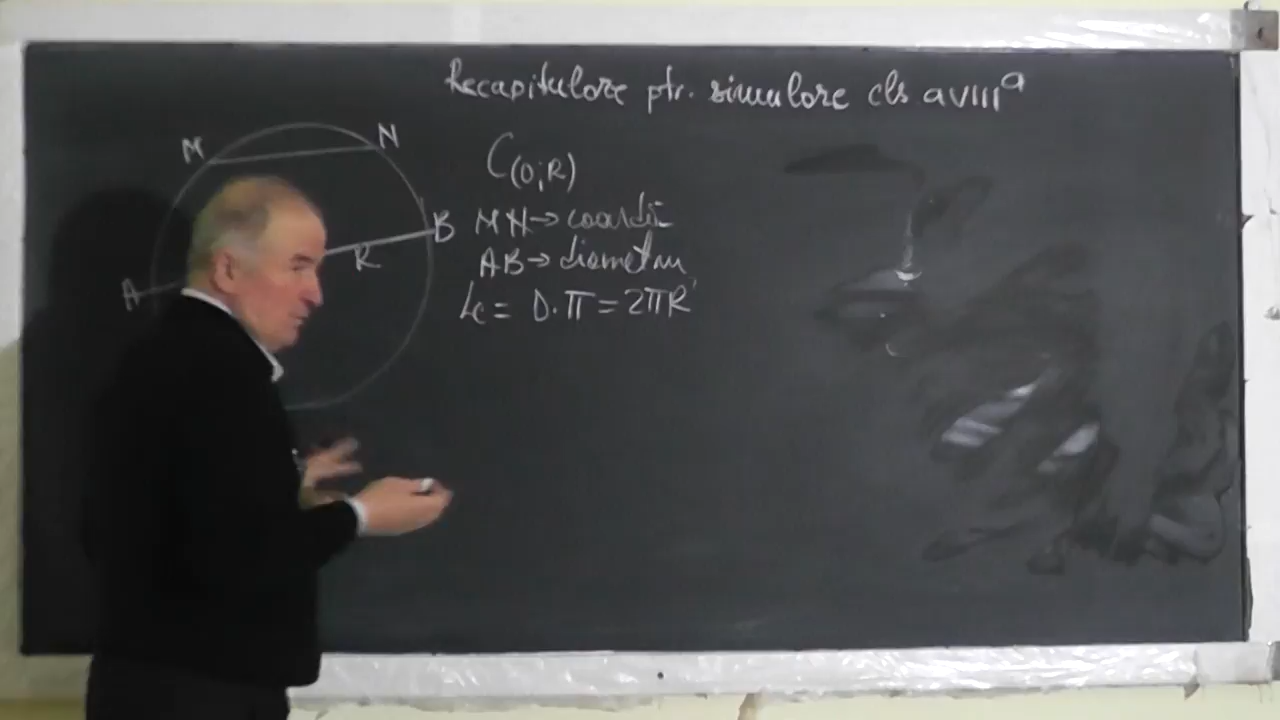 Recapitulare ptr. simulare cls a VIII a
M
N
C(O;R)
MN→coardă
B
AB→diametru
R
A
Lc = D·π = 2πR